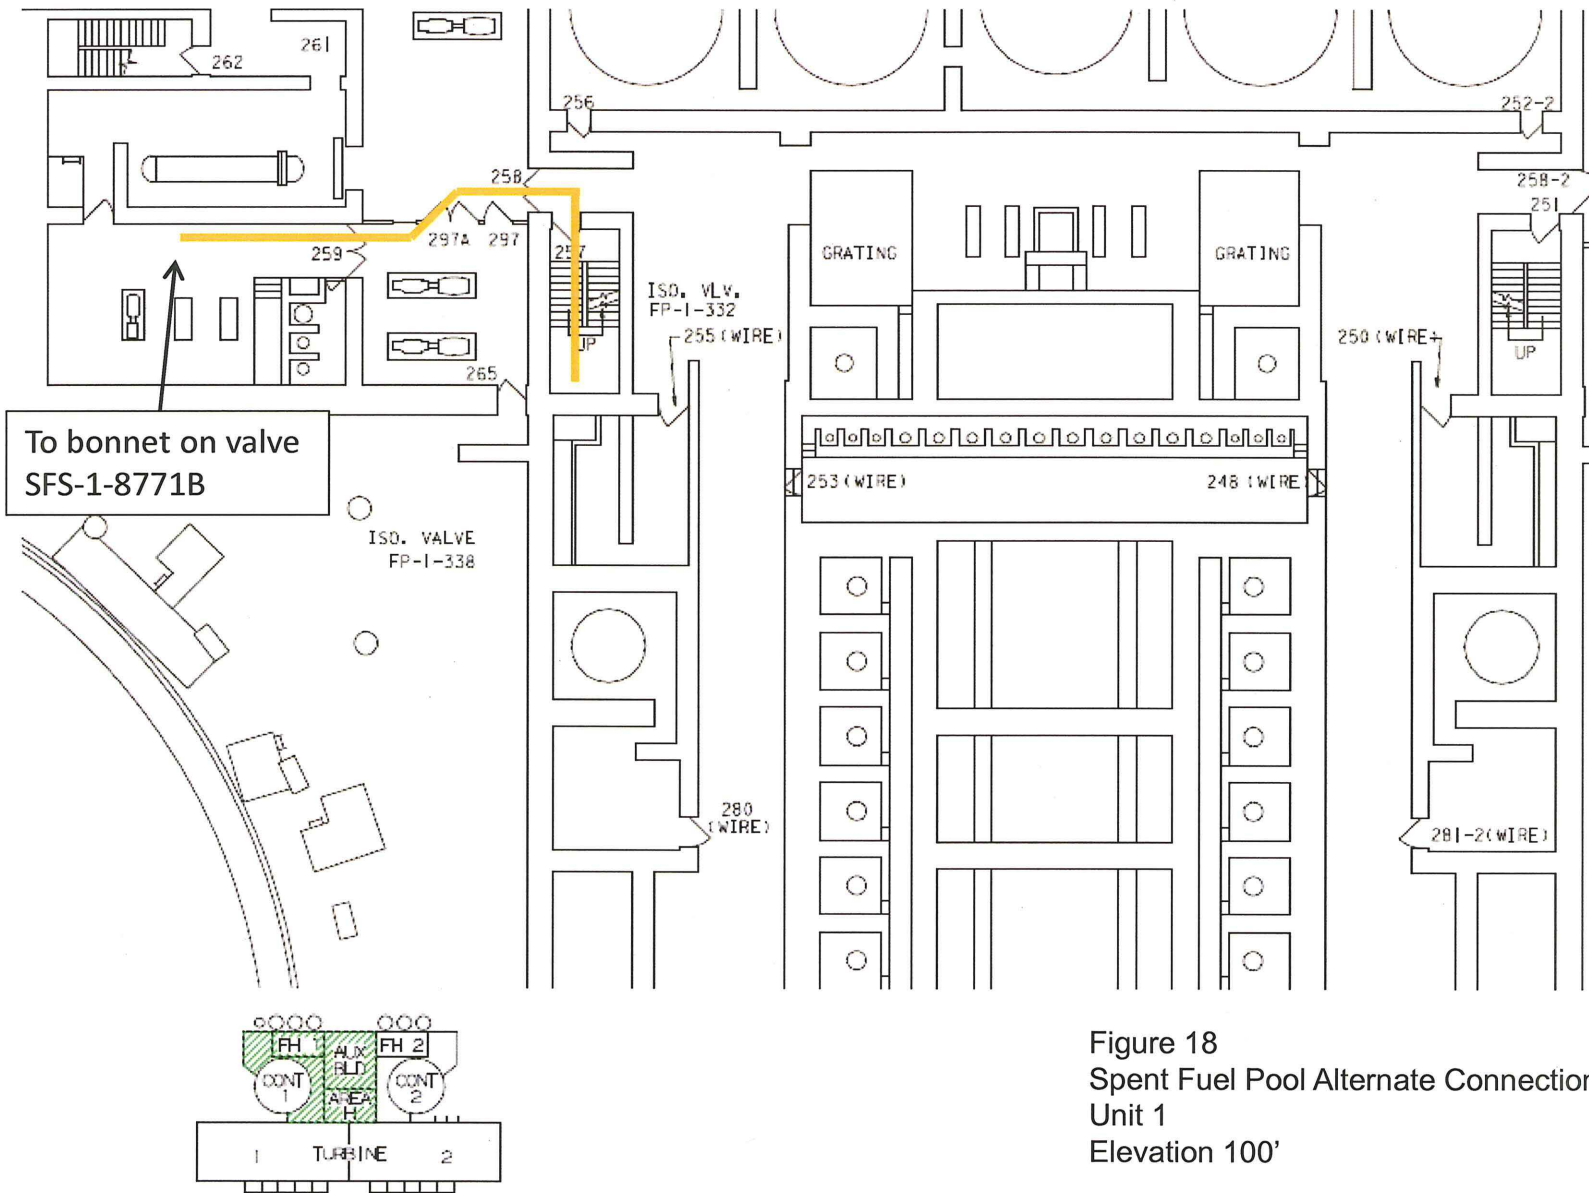 261
262
256
252-2
258
258-2
251
297A
297
259
257
GRATING
GRATING
ISO. VLV.
FP-1-332
255 (WIRE)
250 (WIRE)
UP
UP
265
To bonnet on valve
SFS-1-8771B
253 (WIRE)
248 (WIRE)
ISO. VALVE
FP-1-338
280
(WIRE)
281-2(WIRE)
FH 1
AUX
BLD
FH 2
CONT
1
CONT
2
AREA
H
1
TURBINE
2
Figure 18
Spent Fuel Pool Alternate Connection
Unit 1
Elevation 100'